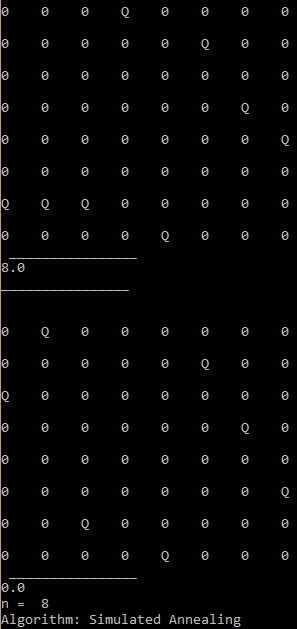 0 0 0 Q 0 0 0 0
0 0 0 0 0 Q 0 0
0 0 0 0 0 0 0 0
0 0 0 0 0 0 Q 0
0 0 0 0 0 0 0 Q
0 0 0 0 0 0 0 0
Q Q Q 0 0 0 0 0
0 0 0 0 Q 0 0 0
________________
8.0
________________
0 Q 0 0 0 0 0 0
0 0 0 0 0 Q 0 0
Q 0 0 0 0 0 0 0
0 0 0 0 0 0 Q 0
0 0 0 0 0 0 0 0
0 0 0 0 0 0 0 Q
0 0 Q 0 0 0 0 0
0 0 0 0 Q 0 0 0
________________
0.0
n =  8
Algorithm: Simulated Annealing